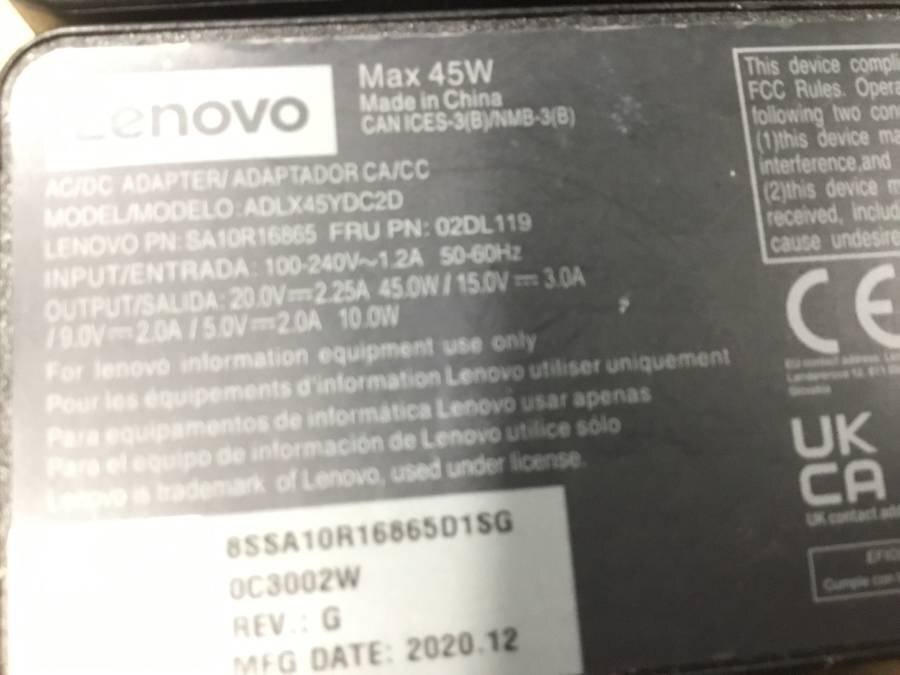 Lenovo
Max 45W
Made in China
CAN ICES-3(B)/NMB-3(B)
AC/DC ADAPTER/ ADAPTADOR CA/CC
MODEL/MODELO: ADLX45YDC2D
LENOVO PN: SA10R16865 FRU PN: 02DL119
INPUT/ENTRADA: 100-240V~1.2A 50-60Hz
OUTPUT/SALIDA: 20.0V⎓2.25A 45.0W / 15.0V⎓3.0A
/ 9.0V⎓2.0A / 5.0V⎓2.0A 10.0W
For lenovo information equipment use only
Pour les équipements d'information Lenovo utiliser uniquement
Para equipamentos de informática Lenovo usar apenas
Para el equipo de información de Lenovo utilice sólo
Lenovo is trademark of Lenovo, used under license.
8SSA10R16865D1SG
0C3002W
REV.: G
MFG DATE: 2020.12
This device compli
FCC Rules. Opera
following two con
(1)this device ma
interference,and
(2)this device m
received, includ
cause undesire
CE
UK
CA
UK contact add
EFIC
Cumple con